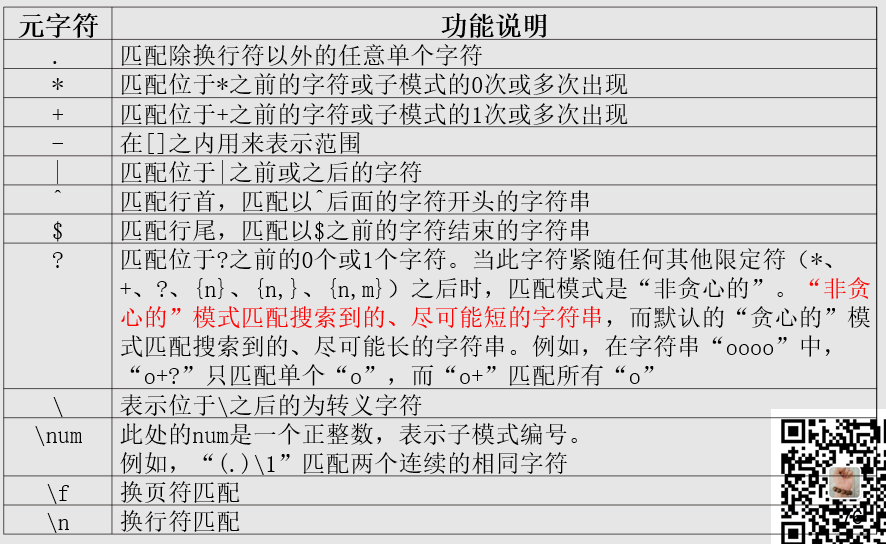 元字符 功能说明
. 匹配除换行符以外的任意单个字符
* 匹配位于*之前的字符或子模式的0次或多次出现
+ 匹配位于+之前的字符或子模式的1次或多次出现
- 在[]之内用来表示范围
| 匹配位于|之前或之后的字符
^ 匹配行首，匹配以^后面的字符开头的字符串
$ 匹配行尾，匹配以$之前的字符结束的字符串
? 匹配位于?之前的0个或1个字符。当此字符紧随任何其他限定符（*、
+、?、{n}、{n,}、{n,m}）之后时，匹配模式是“非贪心的”。“非贪
心的”模式匹配搜索到的、尽可能短的字符串，而默认的“贪心的”模
式匹配搜索到的、尽可能长的字符串。例如，在字符串“oooo”中，
“o+?”只匹配单个“o”，而“o+”匹配所有“o”
\ 表示位于\之后的为转义字符
\num 此处的num是一个正整数，表示子模式编号。
例如，“(.)\1”匹配两个连续的相同字符
\f 换页符匹配
\n 换行符匹配